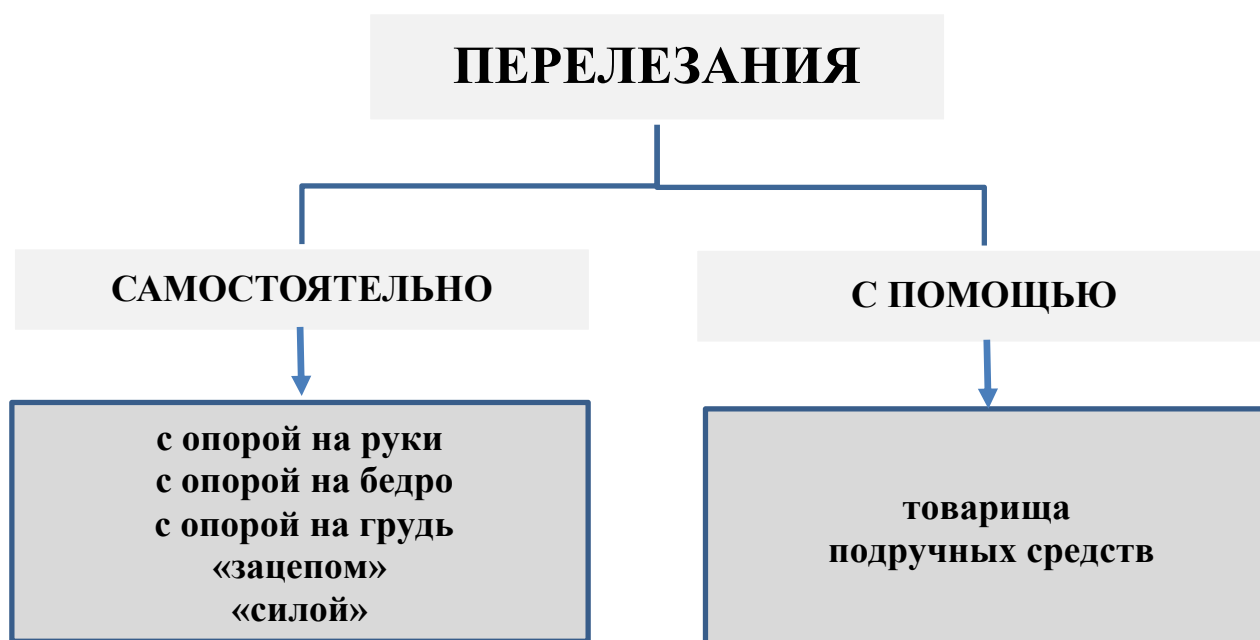 ПЕРЕЛЕЗАНИЯ
САМОСТОЯТЕЛЬНО
с опорой на руки
с опорой на бедро
с опорой на грудь
«зацепом»
«силой»
С ПОМОЩЬЮ
товарища
подручных средств